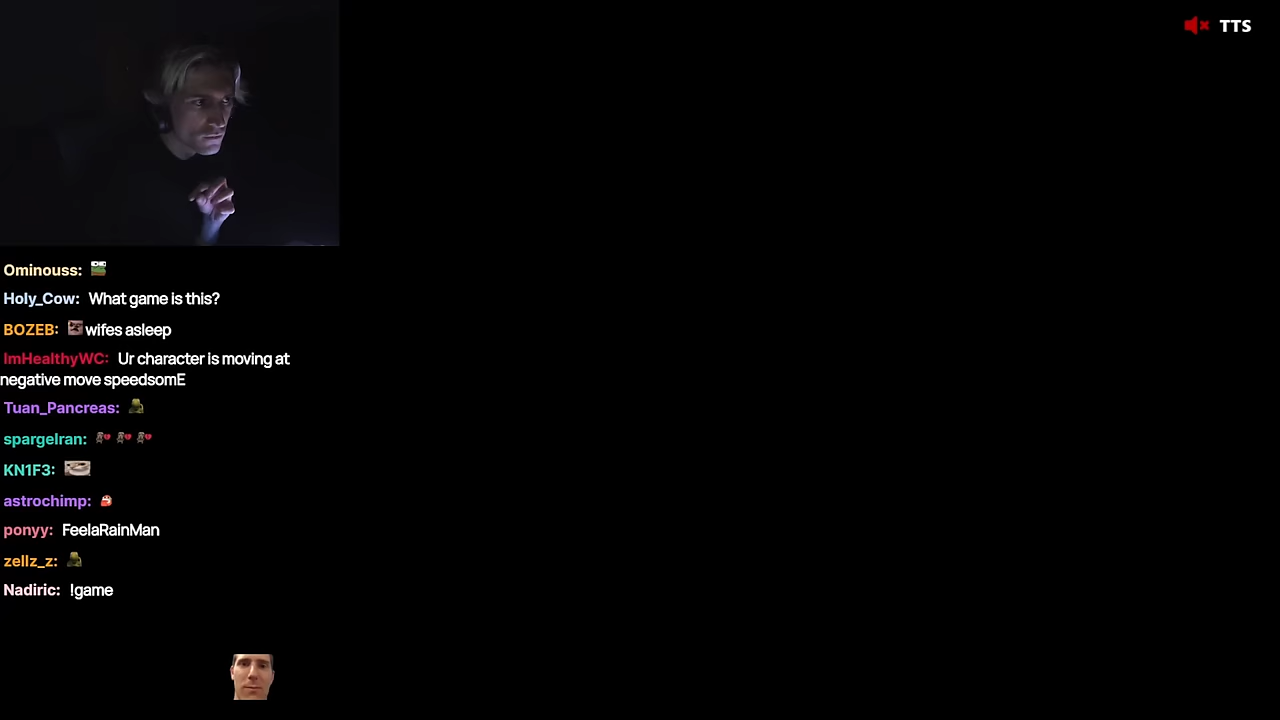 TTS
Ominouss:
Holy_Cow: What game is this?
BOZEB: wifes asleep
ImHealthyWC: Ur character is moving at
negative move speedsomE
Tuan_Pancreas:
spargelran:
KN1F3:
astrochimp:
ponyy: FeelaRainMan
zellz_z:
Nadiric: !game